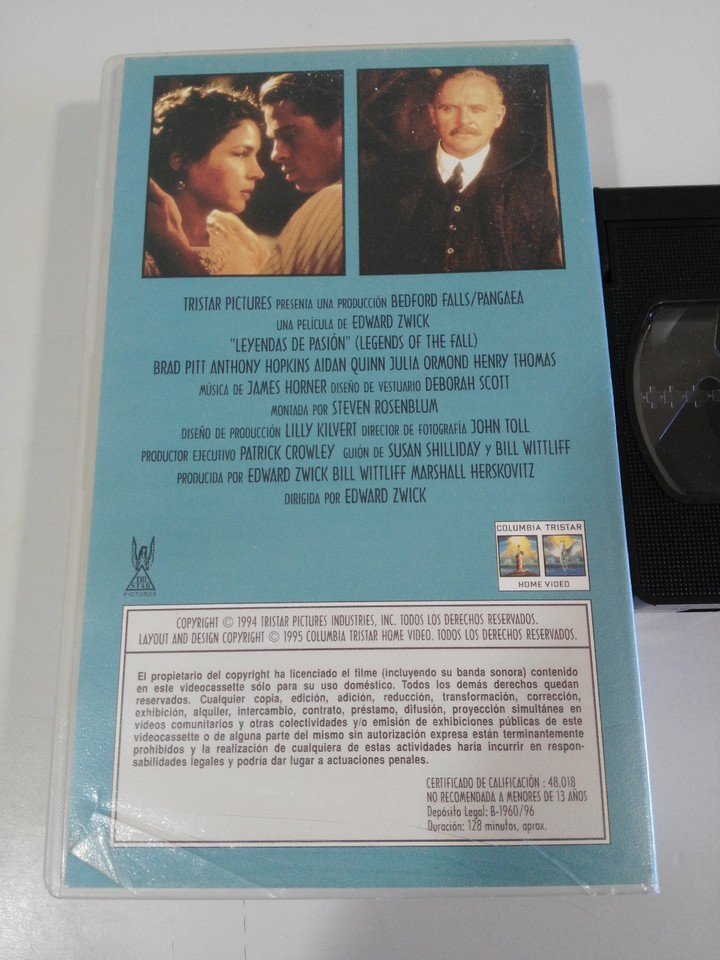 TRISTAR PICTURES PRESENTA UNA PRODUCCIÓN BEDFORD FALLS/PANGAEA
UNA PELÍCULA DE EDWARD ZWICK
"LEYENDAS DE PASIÓN" (LEGENDS OF THE FALL)
BRAD PITT ANTHONY HOPKINS AIDAN QUINN JULIA ORMOND HENRY THOMAS
MÚSICA DE JAMES HORNER DISEÑO DE VESTUARIO DEBORAH SCOTT
MONTADA POR STEVEN ROSENBLUM
DISEÑO DE PRODUCCIÓN LILLY KILVERT DIRECTOR DE FOTOGRAFÍA JOHN TOLL
PRODUCTOR EJECUTIVO PATRICK CROWLEY GUIÓN DE SUSAN SHILLIDAY Y BILL WITTLIFF
PRODUCIDA POR EDWARD ZWICK BILL WITTLIFF MARSHALL HERSKOVITZ
DIRIGIDA POR EDWARD ZWICK
TRI
STAR
PICTURES
COLUMBIA TRISTAR
HOME VIDEO
COPYRIGHT © 1994 TRISTAR PICTURES INDUSTRIES, INC. TODOS LOS DERECHOS RESERVADOS.
LAYOUT AND DESIGN COPYRIGHT © 1995 COLUMBIA TRISTAR HOME VIDEO. TODOS LOS DERECHOS RESERVADOS.
El propietario del copyright ha licenciado el filme (incluyendo su banda sonora) contenido
en este videocassette sólo para su uso doméstico. Todos los demás derechos quedan
reservados. Cualquier copia, edición, adición, reducción, transformación, corrección,
exhibición, alquiler, intercambio, contrato, préstamo, difusión, proyección simultánea en
vídeos comunitarios y otras colectividades y/o emisión de exhibiciones públicas de este
videocassette o de alguna parte del mismo sin autorización expresa están terminantemente
prohibidos y la realización de cualquiera de estas actividades haría incurrir en respon-
sabilidades legales y podría dar lugar a actuaciones penales.
CERTIFICADO DE CALIFICACIÓN : 48.018
NO RECOMENDADA A MENORES DE 13 AÑOS
Depósito Legal: B-1960/96
Duración: 128 minutos, aprox.